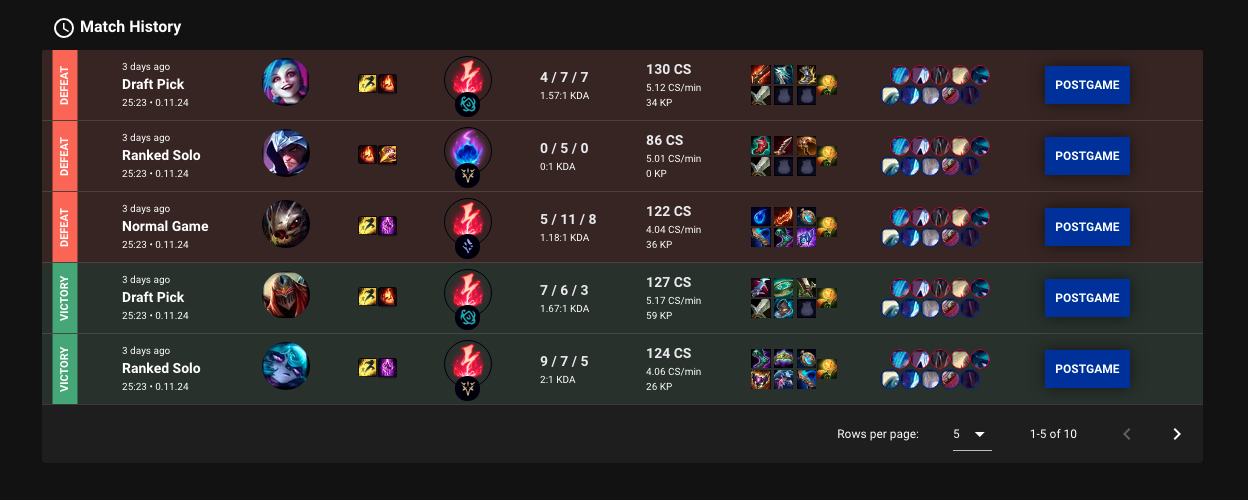 Match History
DEFEAT
3 days ago
Draft Pick
25:23 • 0.11.24
4 / 7 / 7
1.57:1 KDA
130 CS
5.12 CS/min
34 KP
POSTGAME
DEFEAT
3 days ago
Ranked Solo
25:23 • 0.11.24
0 / 5 / 0
0:1 KDA
86 CS
5.01 CS/min
0 KP
POSTGAME
DEFEAT
3 days ago
Normal Game
25:23 • 0.11.24
5 / 11 / 8
1.18:1 KDA
122 CS
4.04 CS/min
36 KP
POSTGAME
VICTORY
3 days ago
Draft Pick
25:23 • 0.11.24
7 / 6 / 3
1.67:1 KDA
127 CS
5.17 CS/min
59 KP
POSTGAME
VICTORY
3 days ago
Ranked Solo
25:23 • 0.11.24
9 / 7 / 5
2:1 KDA
124 CS
4.06 CS/min
26 KP
POSTGAME
Rows per page: 5 1-5 of 10